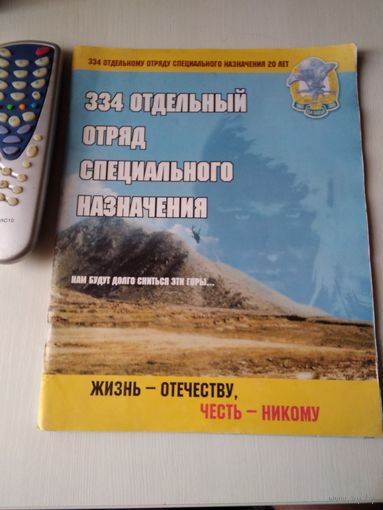 334 ОТДЕЛЬНОМУ ОТРЯДУ СПЕЦИАЛЬНОГО НАЗНАЧЕНИЯ 20 ЛЕТ
334 ОТДЕЛЬНЫЙ
ОТРЯД
СПЕЦИАЛЬНОГО
НАЗНАЧЕНИЯ
НАМ БУДУТ ДОЛГО СНИТЬСЯ ЭТИ ГОРЫ...
ЖИЗНЬ – ОТЕЧЕСТВУ,
ЧЕСТЬ – НИКОМУ